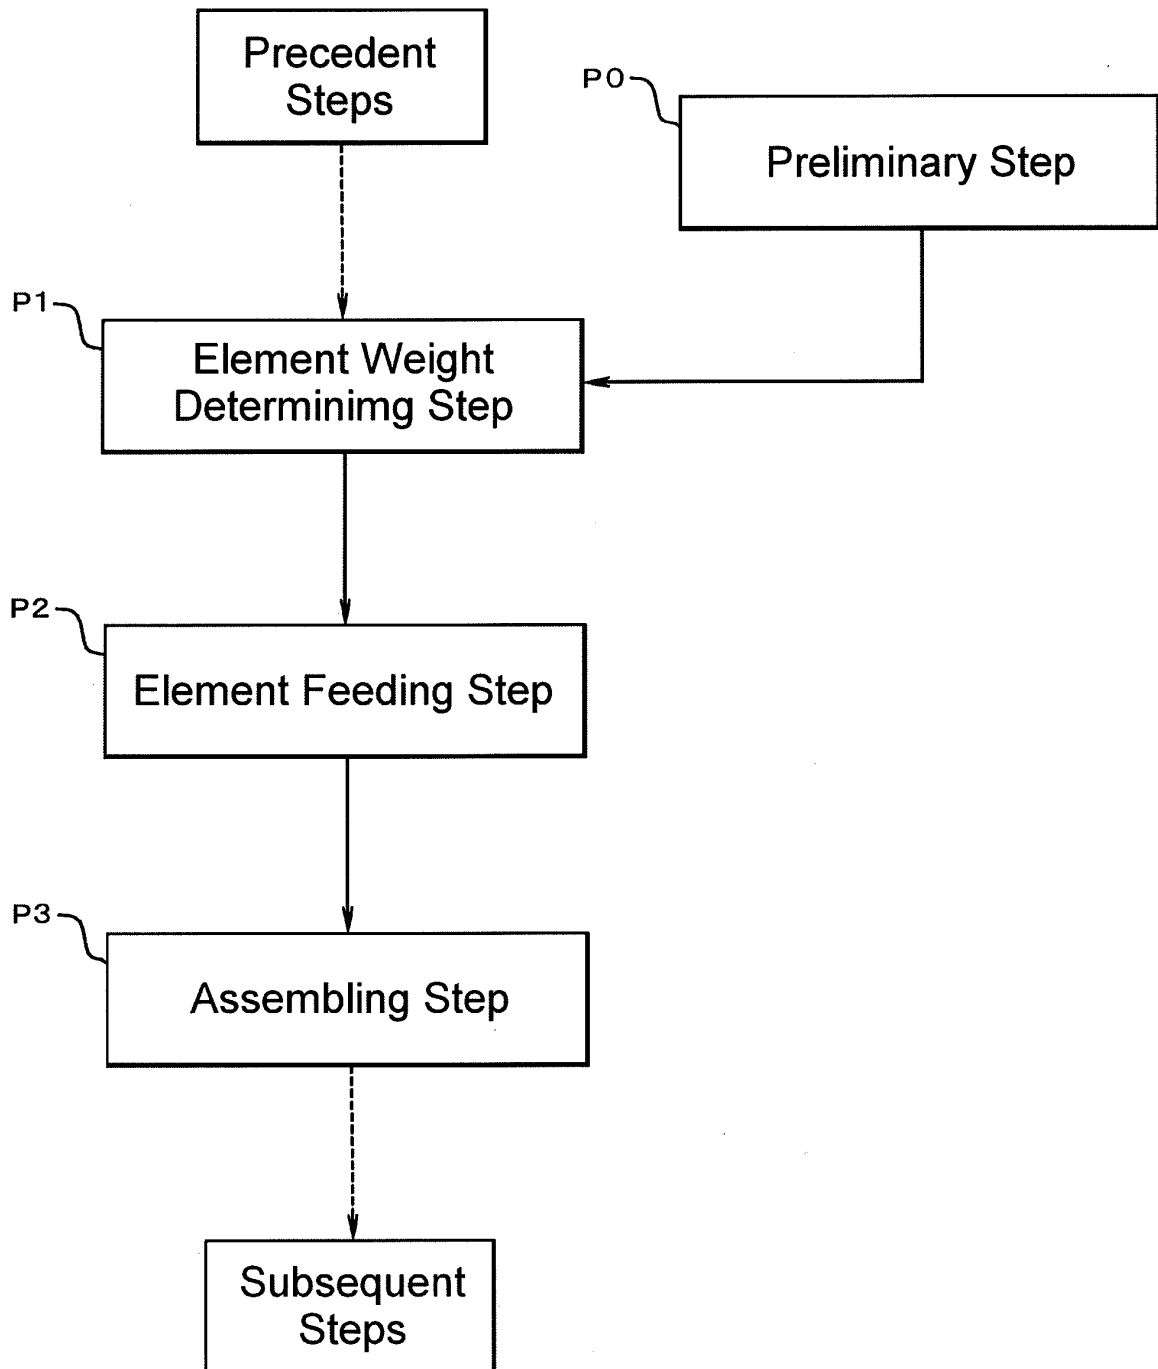 Precedent
Steps
P0
Preliminary Step
P1
Element Weight
Determinimg Step
P2
Element Feeding Step
P3
Assembling Step
Subsequent
Steps